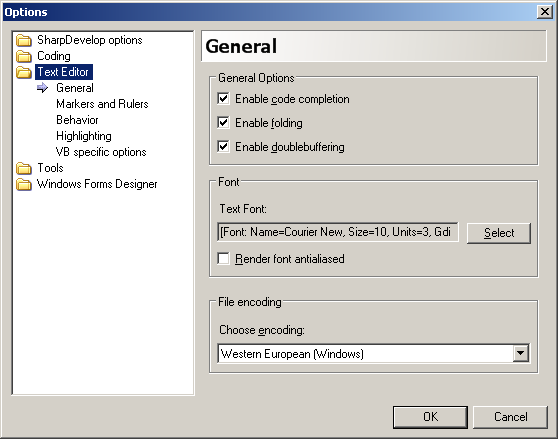 Options
SharpDevelop options
Coding
Text Editor
General
Markers and Rulers
Behavior
Highlighting
VB specific options
Tools
Windows Forms Designer
General
General Options
Enable code completion
Enable folding
Enable doublebuffering
Font
Text Font:
[Font: Name=Courier New, Size=10, Units=3, Gdi
Select
Render font antialiased
File encoding
Choose encoding:
Western European (Windows)
OK
Cancel